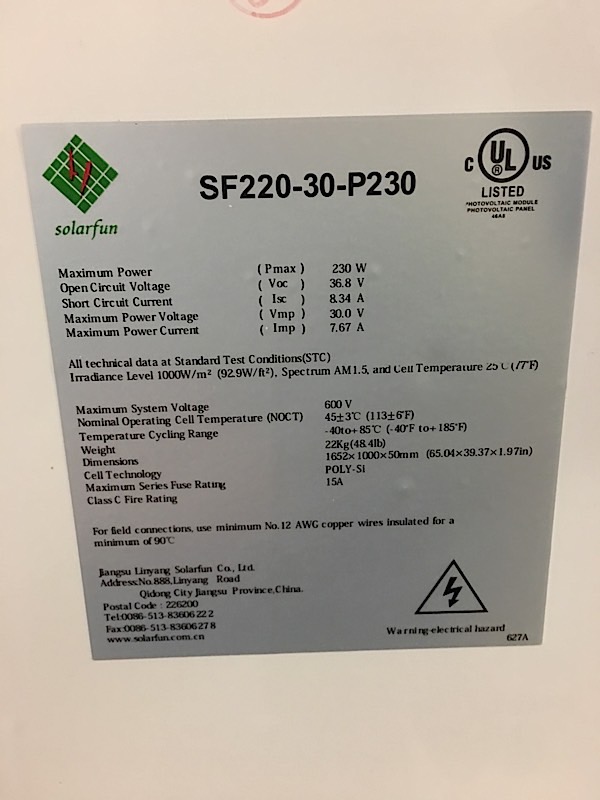 solarfun
SF220-30-P230
C UL US
®
LISTED
PHOTOVOLTAIC MODULE
PHOTOVOLTAIC PANEL
46A8
Maximum Power ( Pmax ) 230 W
Open Circuit Voltage ( Voc ) 36.8 V
Short Circuit Current ( Isc ) 8.34 A
Maximum Power Voltage ( Vmp ) 30.0 V
Maximum Power Current ( Imp ) 7.67 A
All technical data at Standard Test Conditions(STC)
Irradiance Level 1000W/m² (92.9W/ft²), Spectrum AM1.5, and Cell Temperature 25℃(77℉)
Maximum System Voltage 600 V
Nominal Operating Cell Temperature (NOCT) 45±3℃ (113±6℉)
Temperature Cycling Range -40to+85℃ (-40℉ to+185℉)
Weight 22Kg(48.4lb)
Dimensions 1652×1000×50mm (65.04×39.37×1.97in)
Cell Technology POLY-Si
Maximum Series Fuse Rating 15A
Class C Fire Rating
For field connections, use minimum No.12 AWG copper wires insulated for a
minimum of 90℃
Jiangsu Linyang Solarfun Co., Ltd.
Address:No.888,Linyang Road
Qidong City Jiangsu Province,China.
Postal Code : 226200
Tel:0086-513-83606222
Fax:0086-513-83606278
www.solarfun.com.cn
Warning-electrical hazard
627A